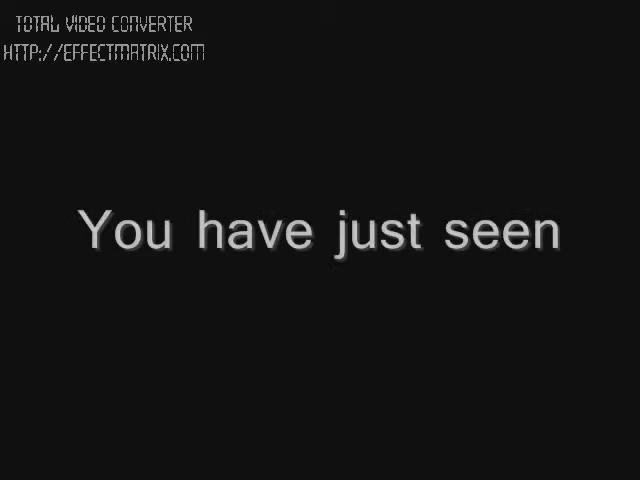 TOTAL VIDEO CONVERTER
HTTP://EFFECTMATRIX.COM
You have just seen